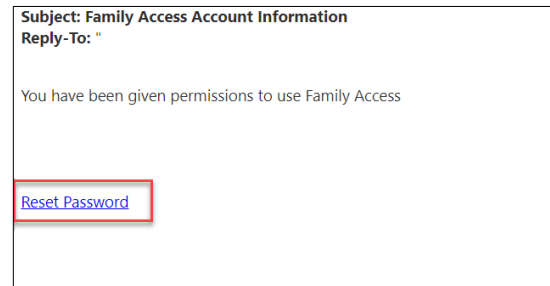 Subject: Family Access Account Information
Reply-To: "
You have been given permissions to use Family Access
Reset Password